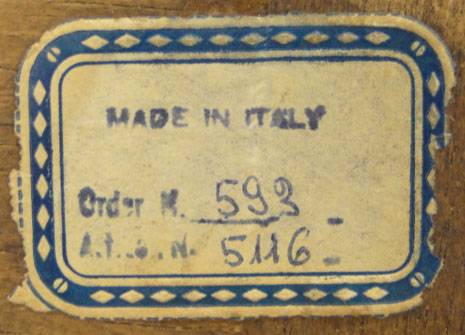 MADE IN ITALY
Order N. 593
N. 5116